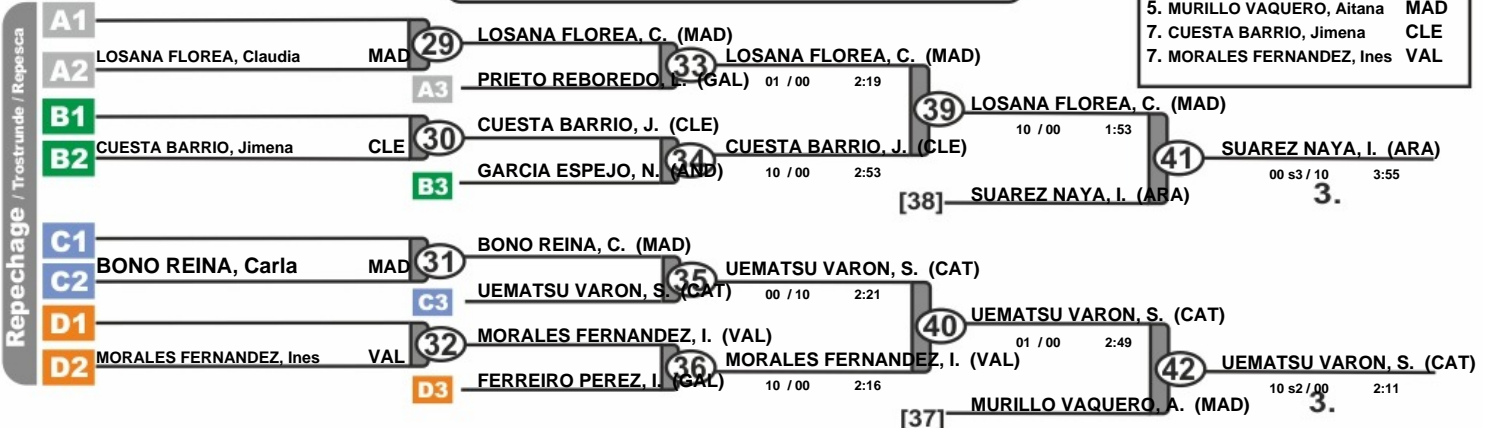 5. MURILLO VAQUERO, Aitana MAD
7. CUESTA BARRIO, Jimena CLE
7. MORALES FERNANDEZ, Ines VAL
Repechage / Trostrunde / Repesca
A1
A2 LOSANA FLOREA, Claudia MAD
29
LOSANA FLOREA, C. (MAD)
A3 PRIETO REBOREDO, L. (GAL)
33
LOSANA FLOREA, C. (MAD)
01 / 00 2:19
B1
B2 CUESTA BARRIO, Jimena CLE
30
CUESTA BARRIO, J. (CLE)
B3 GARCIA ESPEJO, N. (AND)
34
CUESTA BARRIO, J. (CLE)
10 / 00 2:53
39
LOSANA FLOREA, C. (MAD)
10 / 00 1:53
[38] SUAREZ NAYA, I. (ARA)
41
SUAREZ NAYA, I. (ARA)
00 s3 / 10 3:55
3.
C1
C2 BONO REINA, Carla MAD
31
BONO REINA, C. (MAD)
C3 UEMATSU VARON, S. (CAT)
35
UEMATSU VARON, S. (CAT)
00 / 10 2:21
D1
D2 MORALES FERNANDEZ, Ines VAL
32
MORALES FERNANDEZ, I. (VAL)
D3 FERREIRO PEREZ, I. (GAL)
36
MORALES FERNANDEZ, I. (VAL)
10 / 00 2:16
40
UEMATSU VARON, S. (CAT)
01 / 00 2:49
[37] MURILLO VAQUERO, A. (MAD)
42
UEMATSU VARON, S. (CAT)
10 s2 / 00 2:11
3.